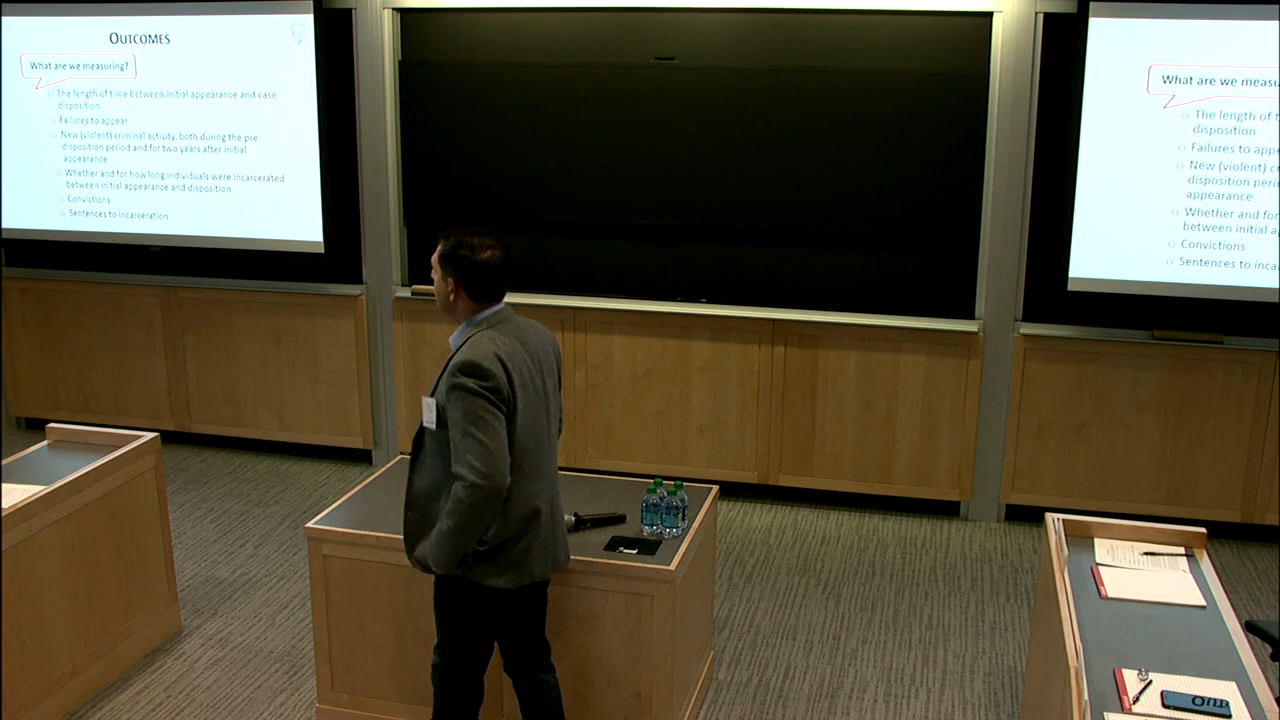 OUTCOMES
What are we measuring?
○ The length of time between initial appearance and case
disposition
○ Failures to appear
○ New (violent) criminal activity, both during the pre-
disposition period and for two years after initial
appearance
○ Whether and for how long individuals were incarcerated
between initial appearance and disposition
○ Convictions
○ Sentences to incarceration
What are we measu
○ The length of t
disposition
○ Failures to appe
○ New (violent) c
disposition peri
appearance
○ Whether and for
between initial a
○ Convictions
○ Sentences to inca